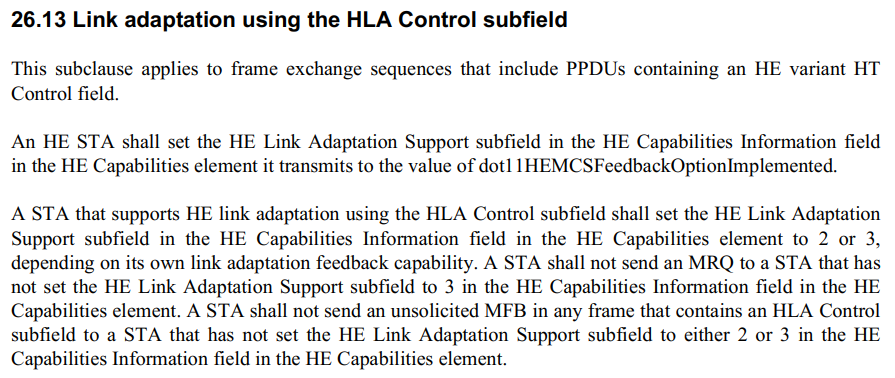 26.13 Link adaptation using the HLA Control subfield
This subclause applies to frame exchange sequences that include PPDUs containing an HE variant HT
Control field.
An HE STA shall set the HE Link Adaptation Support subfield in the HE Capabilities Information field
in the HE Capabilities element it transmits to the value of dot11HEMCSFeedbackOptionImplemented.
A STA that supports HE link adaptation using the HLA Control subfield shall set the HE Link Adaptation
Support subfield in the HE Capabilities Information field in the HE Capabilities element to 2 or 3,
depending on its own link adaptation feedback capability. A STA shall not send an MRQ to a STA that has
not set the HE Link Adaptation Support subfield to 3 in the HE Capabilities Information field in the HE
Capabilities element. A STA shall not send an unsolicited MFB in any frame that contains an HLA Control
subfield to a STA that has not set the HE Link Adaptation Support subfield to either 2 or 3 in the HE
Capabilities Information field in the HE Capabilities element.